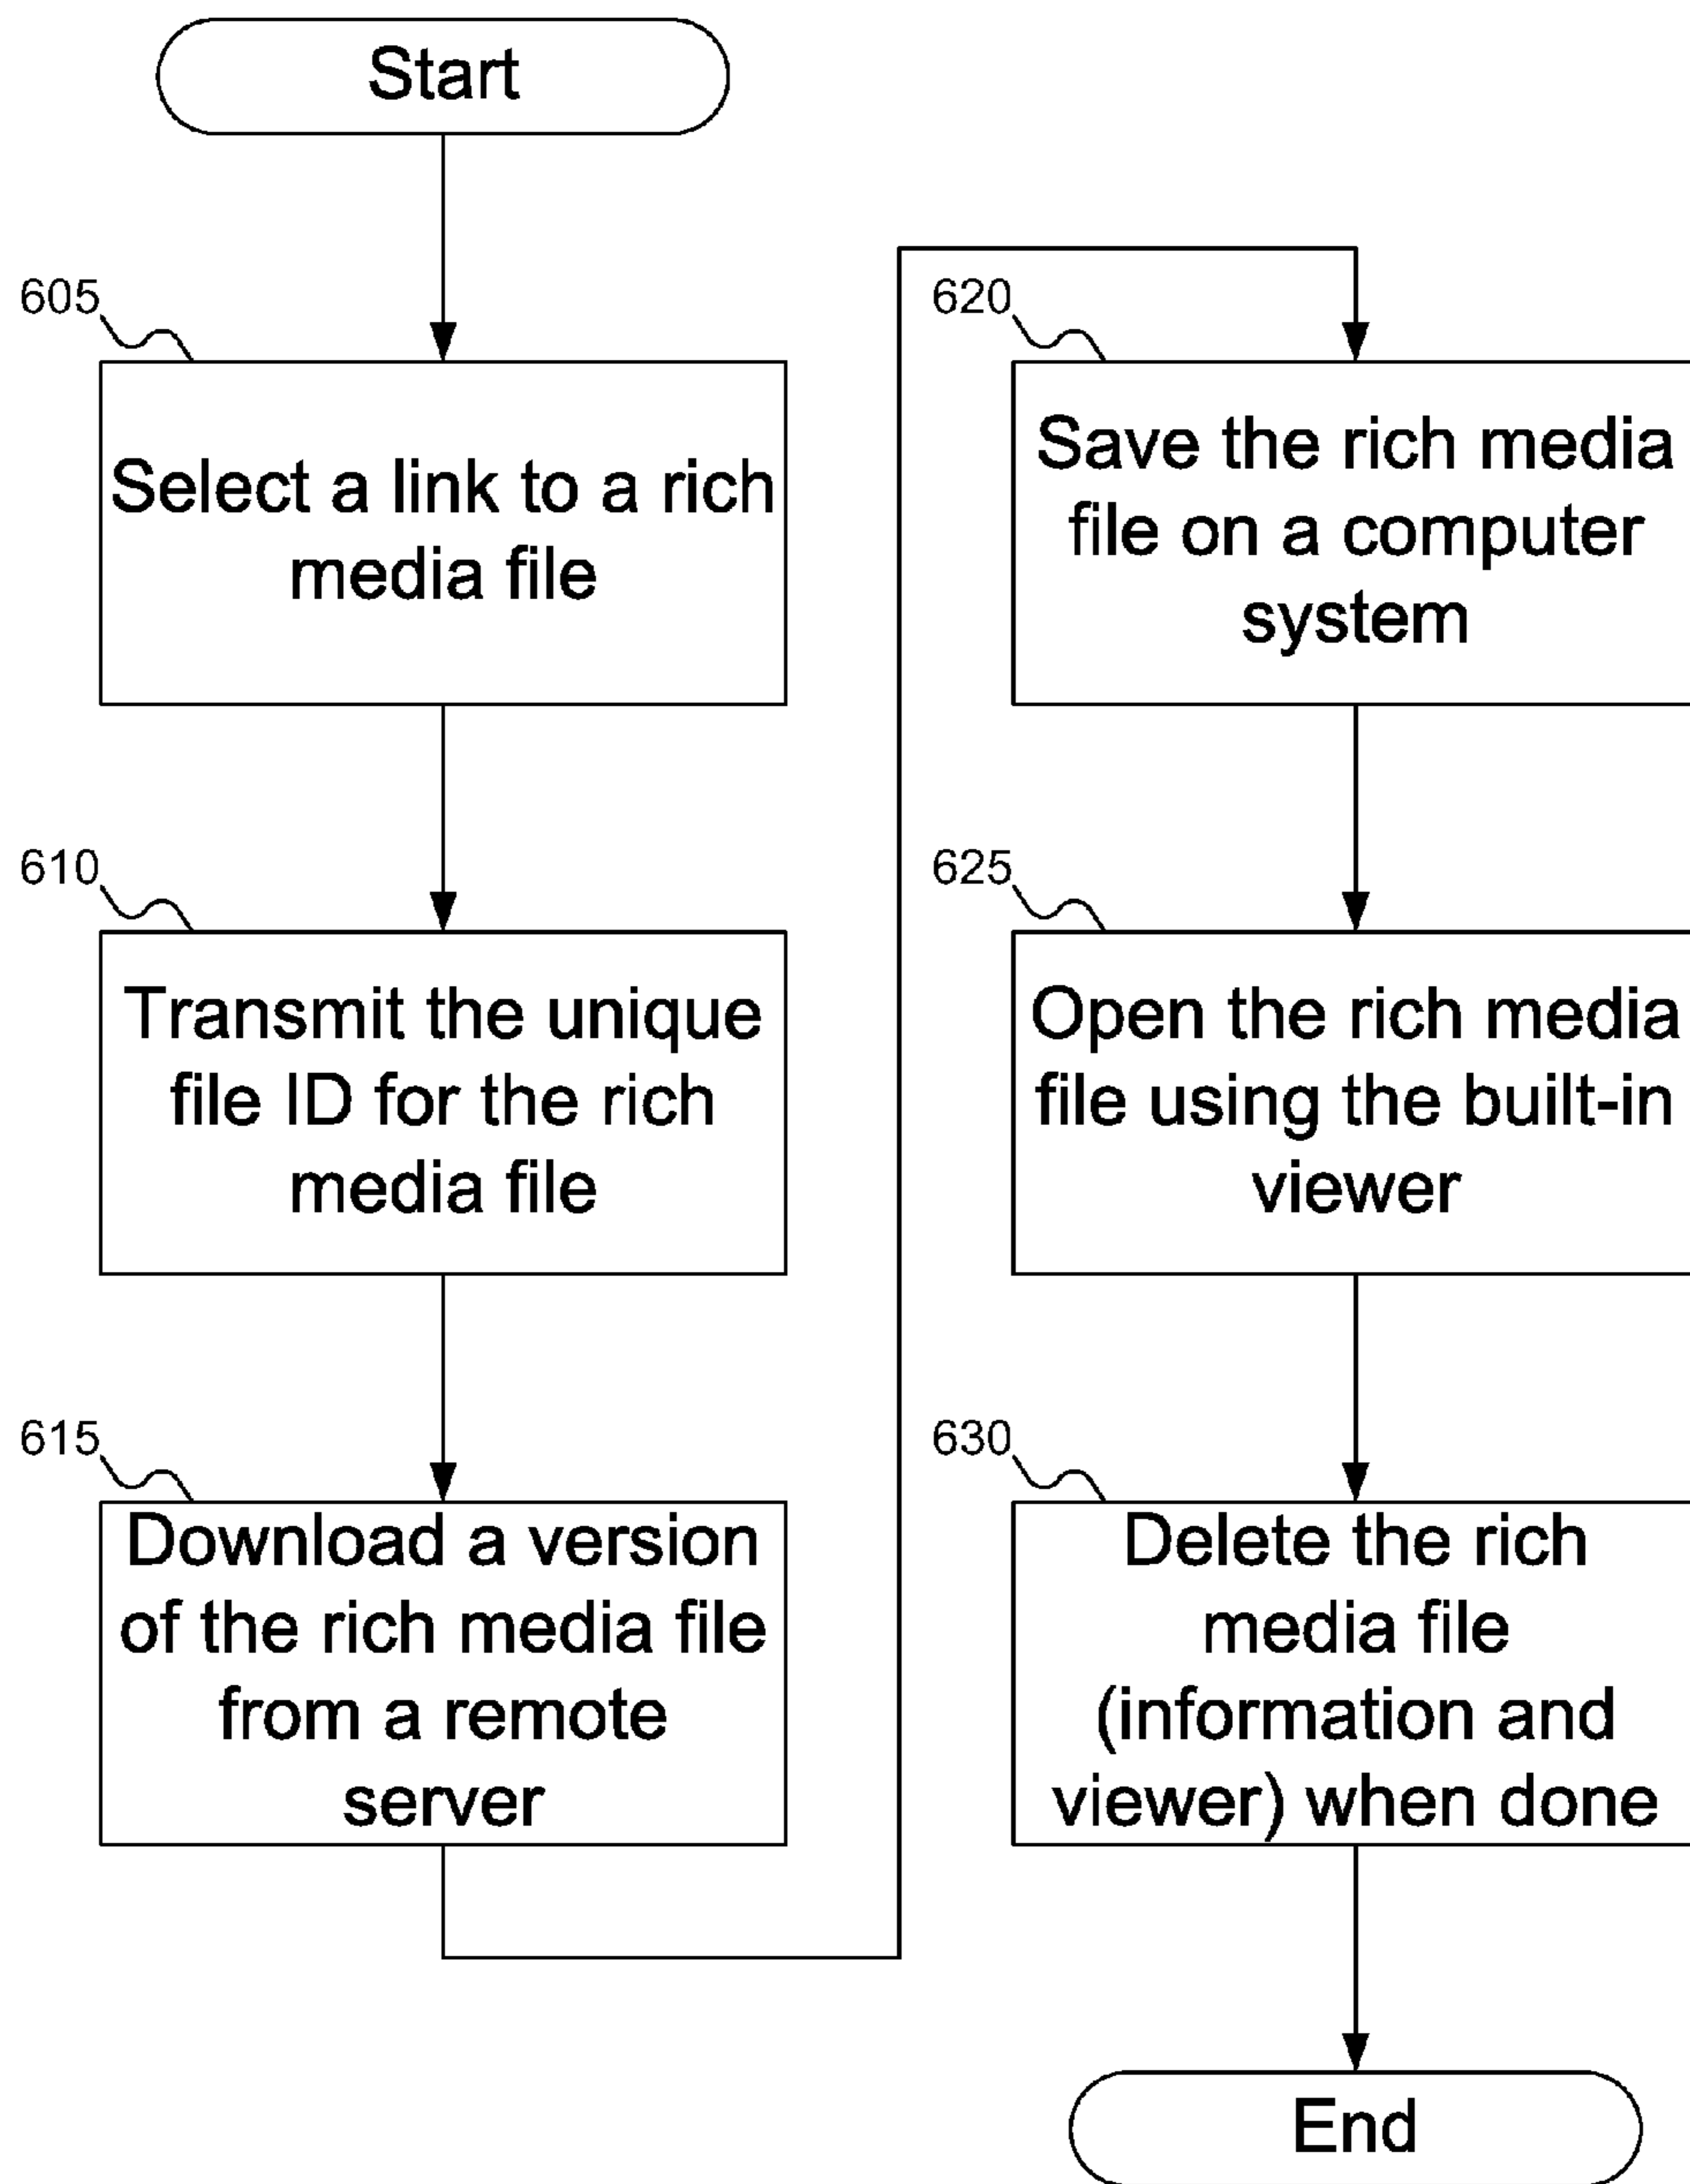 Start
605
Select a link to a rich
media file
610
Transmit the unique
file ID for the rich
media file
615
Download a version
of the rich media file
from a remote
server
620
Save the rich media
file on a computer
system
625
Open the rich media
file using the built-in
viewer
630
Delete the rich
media file
(information and
viewer) when done
End